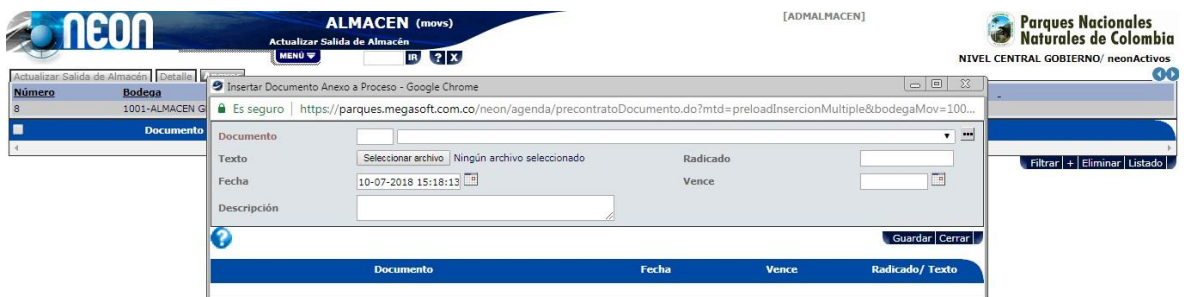 neon
ALMACEN (movs)
[ADMALMACEN]
Parques Nacionales
Naturales de Colombia
Actualizar Salida de Almacén
MENÚ
IR ? X
NIVEL CENTRAL GOBIERNO/ neonActivos
Actualizar Salida de Almacén Detalle
Número Bodega
8 1001-ALMACEN G
Documento
Insertar Documento Anexo a Proceso - Google Chrome
Es seguro | https://parques.megasoft.com.co/neon/agenda/precontratoDocumento.do?mtd=preloadInsercionMultiple&bodegaMov=100...
Documento
Texto Seleccionar archivo Ningún archivo seleccionado Radicado
Fecha 10-07-2018 15:18:13 Vence
Descripción
Filtrar + Eliminar Listado
? Guardar Cerrar
Documento Fecha Vence Radicado/ Texto